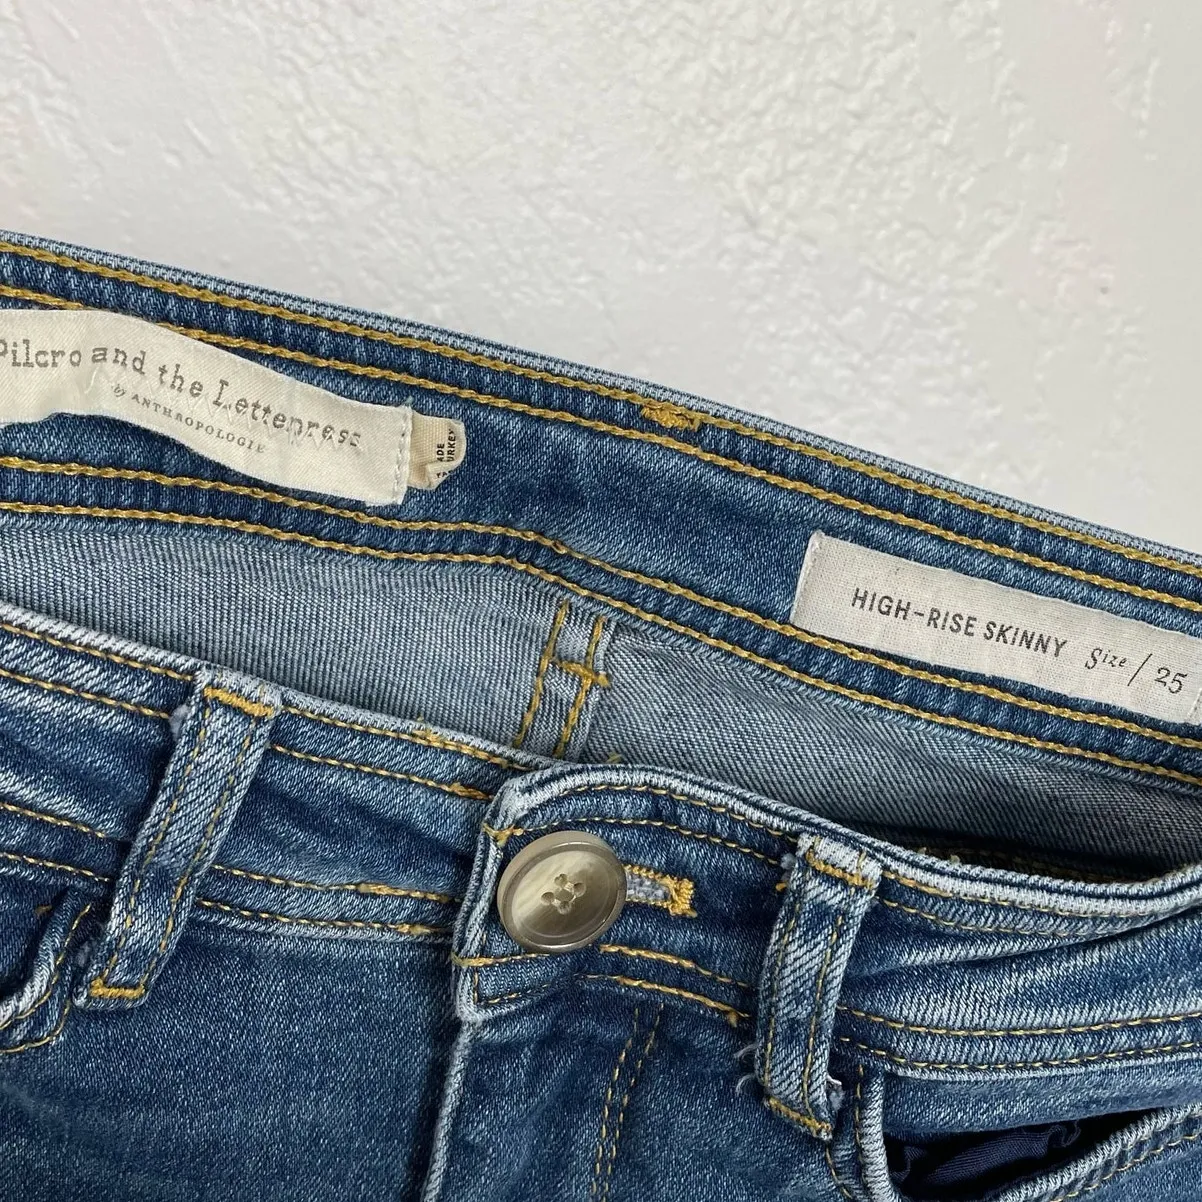 Pilcro and the Letterpress
by ANTHROPOLOGIE
HIGH-RISE SKINNY Size / 25